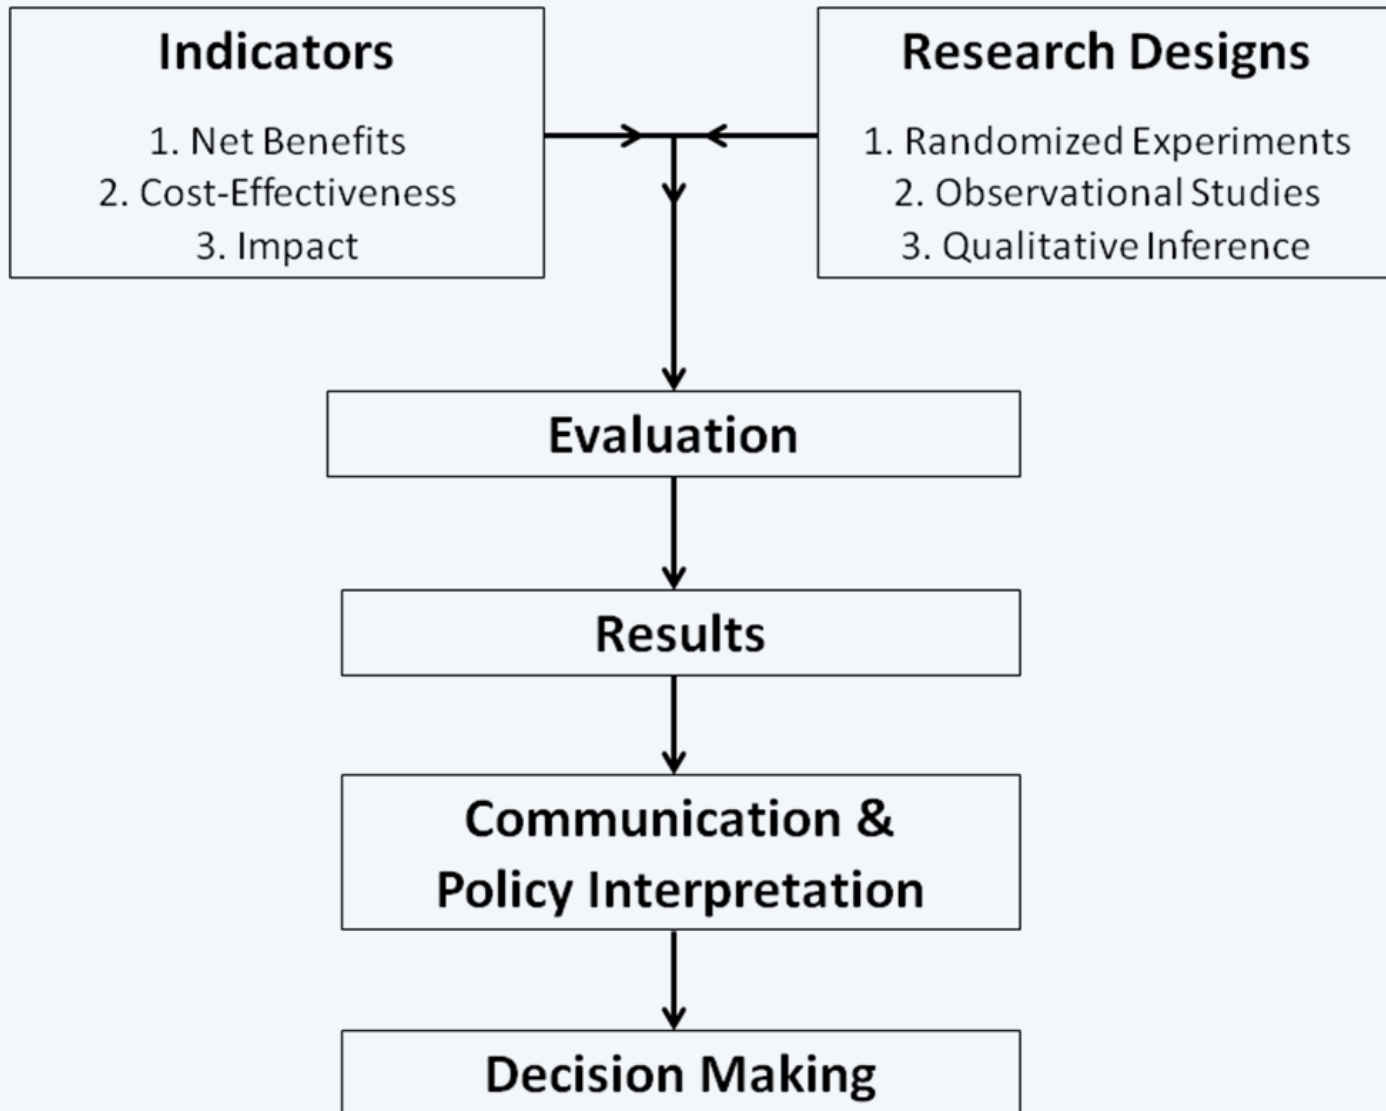 Indicators
1. Net Benefits
2. Cost-Effectiveness
3. Impact
Research Designs
1. Randomized Experiments
2. Observational Studies
3. Qualitative Inference
Evaluation
Results
Communication &
Policy Interpretation
Decision Making